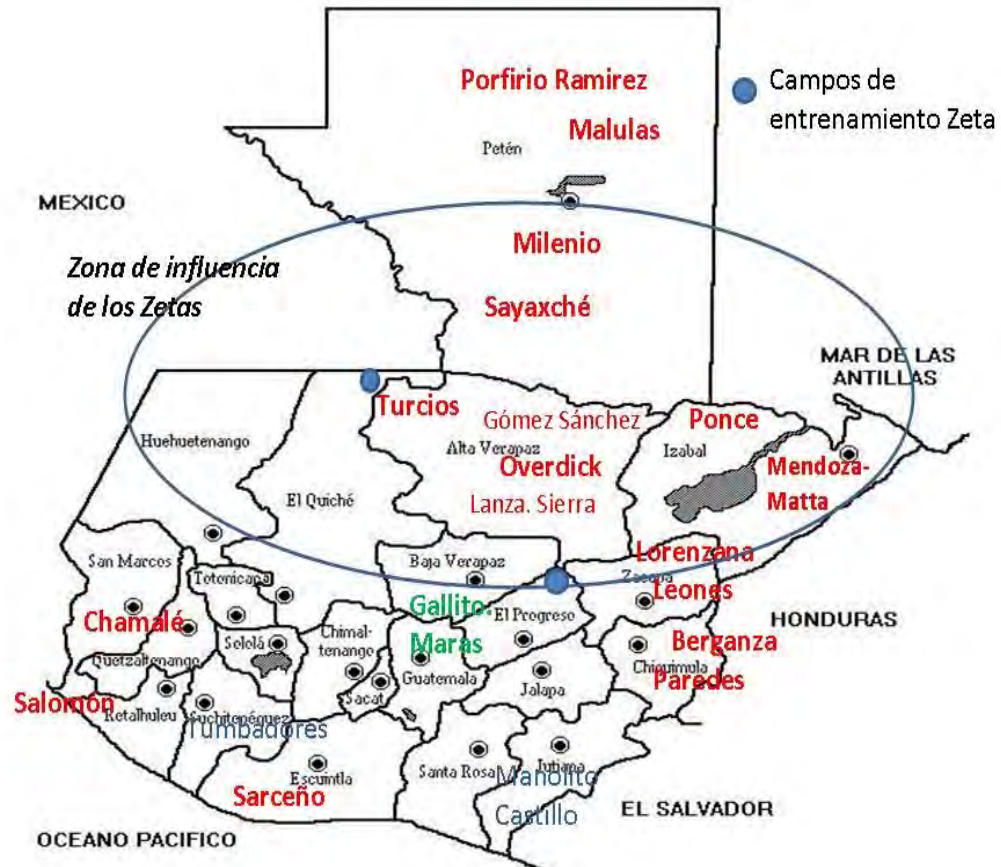 Porfirio Ramirez
Campos de
entrenamiento Zeta
Malulas
Petén
MEXICO
Milenio
Zona de influencia
de los Zetas
Sayaxché
MAR DE LAS
ANTILLAS
Turcios
Gómez Sánchez
Ponce
Huehuetenango
Alta Verapaz
Izabal
Overdick
Mendoza-
Matta
El Quiché
Lanza. Sierra
Lorenzana
San Marcos
Baja Verapaz
Zacapa
Totonicapa
Leones
Gallito.
Maras
El Progreso
HONDURAS
Chamalé
Sololá
Chimal-
tenango
Berganza
Quetzaltenango
Guatemala
Chiquimula
Jalapa
Paredes
Salomón
Sacat
Retalhuleu
Suchitepéquez
Tumbadores
Escuintla
Santa Rosa
Jutiapa
Manolito
Castillo
Sarceño
EL SALVADOR
OCEANO PACIFICO